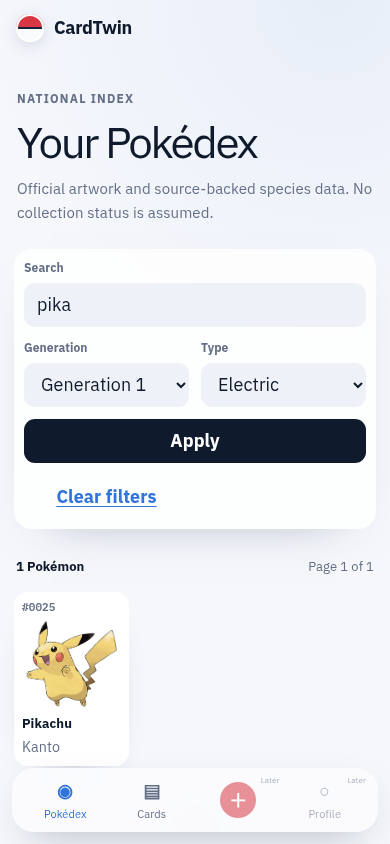 CardTwin
NATIONAL INDEX
Your Pokédex
Official artwork and source-backed species data. No
collection status is assumed.
Search
pika
Generation
Type
Generation 1
Electric
Apply
Clear filters
1 Pokémon
Page 1 of 1
#0025
Pikachu
Kanto
Later
Later
Pokédex
Cards
Profile